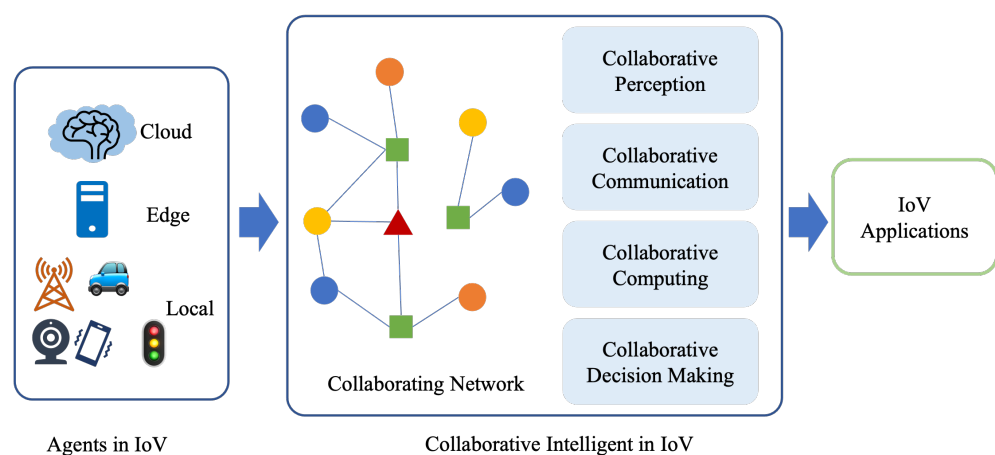 Cloud
Edge
Local
Agents in IoV
Collaborating Network
Collaborative
Perception
Collaborative
Communication
Collaborative
Computing
Collaborative
Decision Making
Collaborative Intelligent in IoV
IoV
Applications